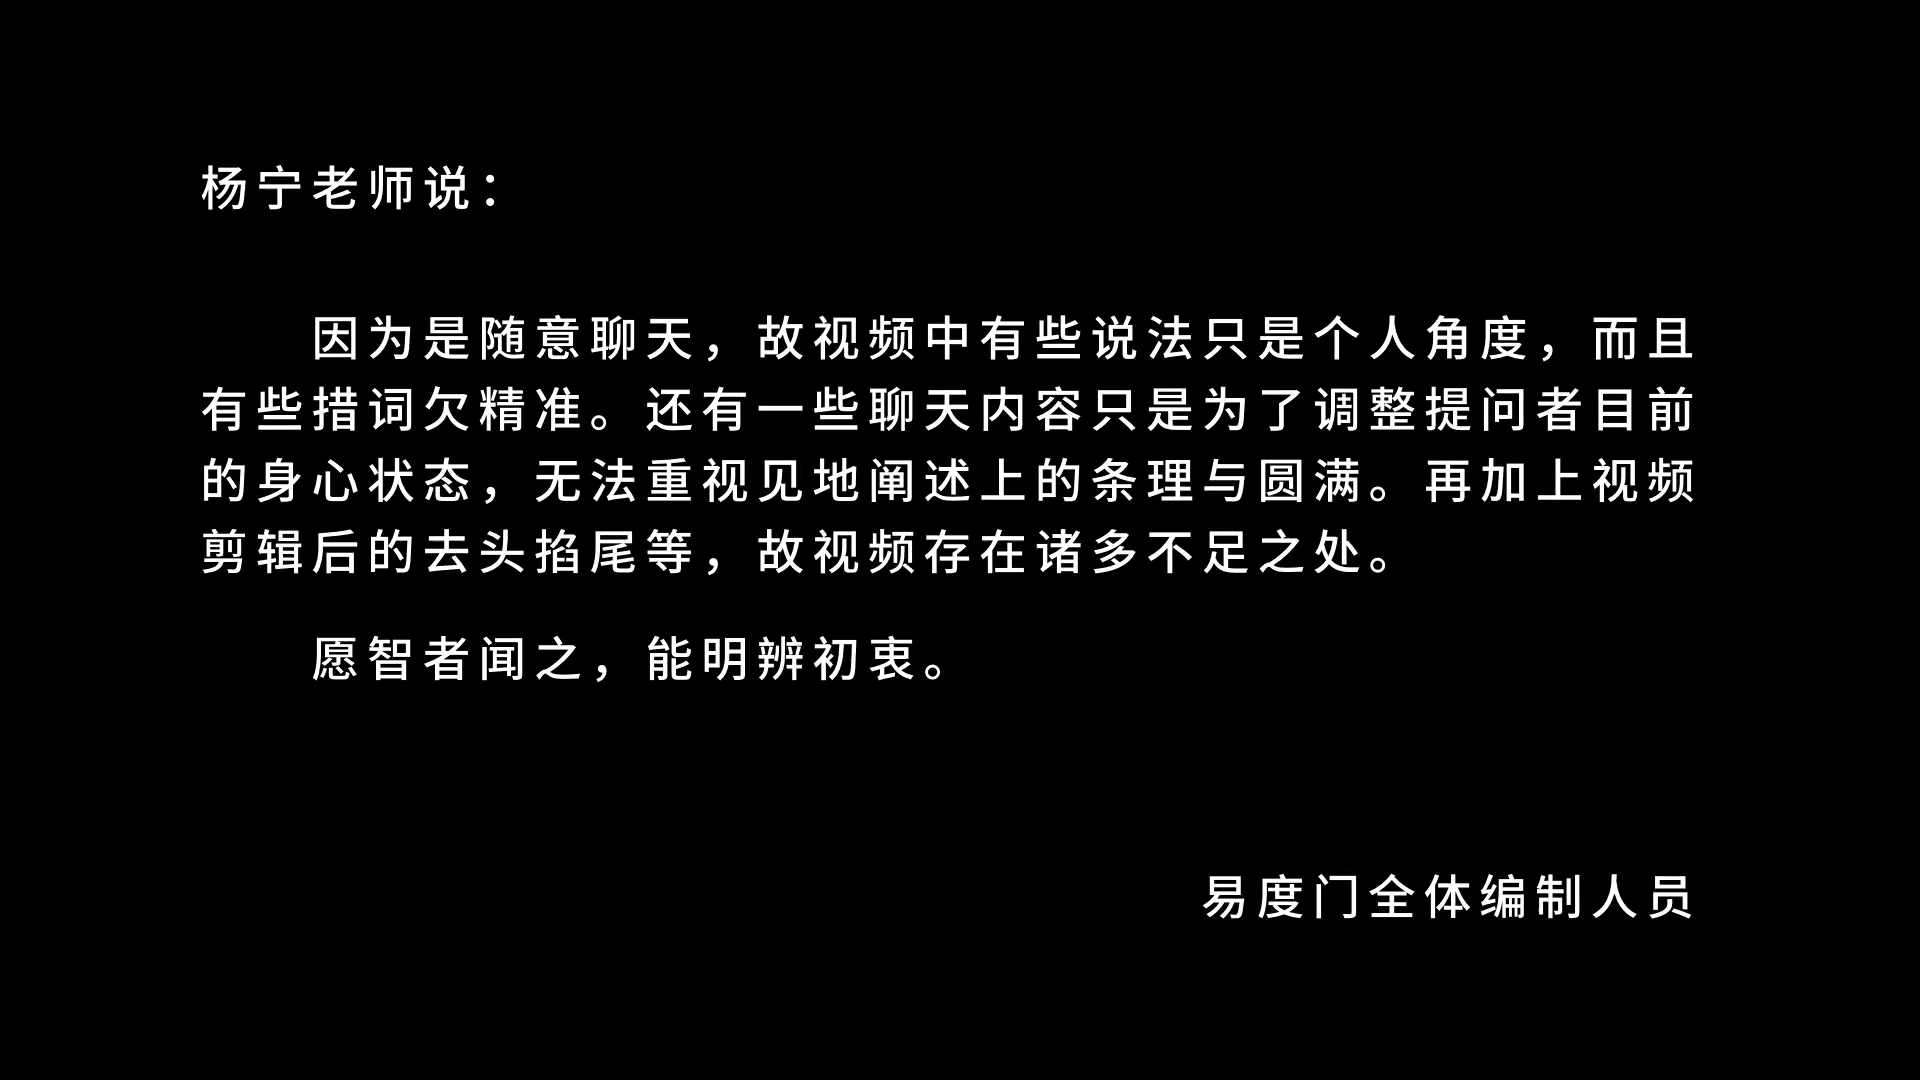 杨宁老师说：
因为是随意聊天，故视频中有些说法只是个人角度，而且
有些措词欠精准。还有一些聊天内容只是为了调整提问者目前
的身心状态，无法重视见地阐述上的条理与圆满。再加上视频
剪辑后的去头掐尾等，故视频存在诸多不足之处。
愿智者闻之，能明辨初衷。
易度门全体编制人员